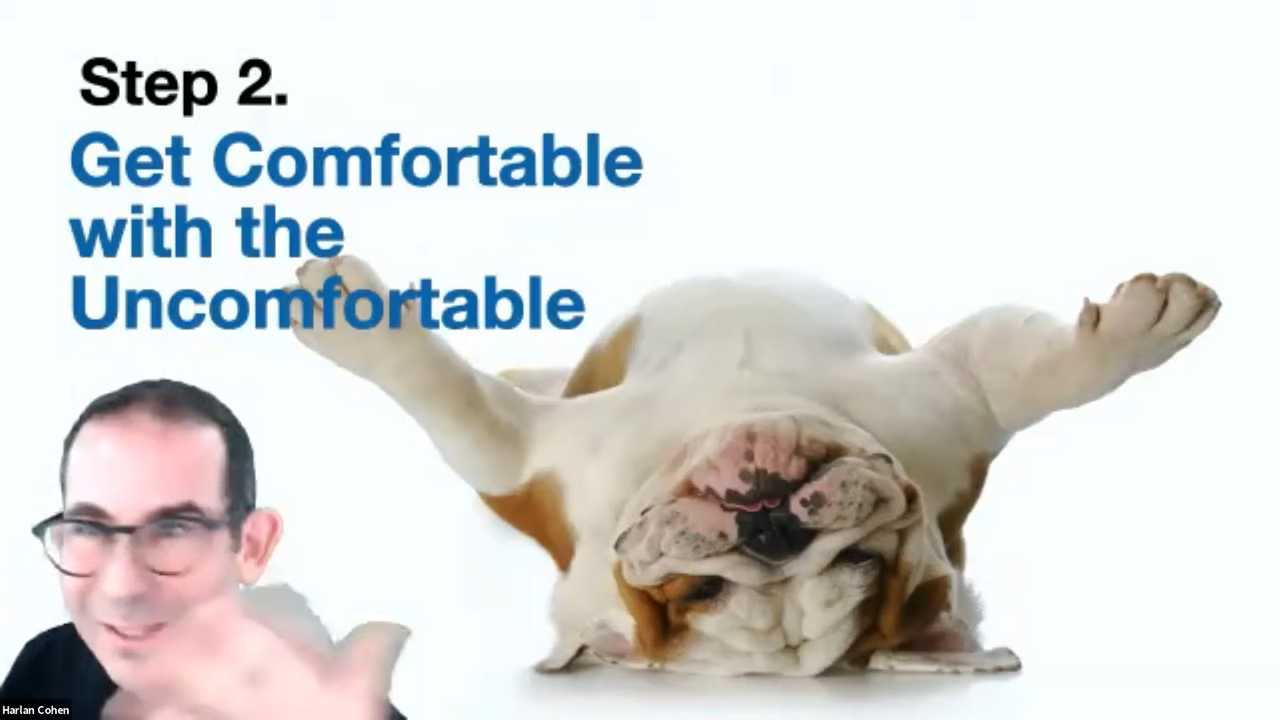 Step 2.
Get Comfortable
with the
Uncomfortable
Harlan Cohen